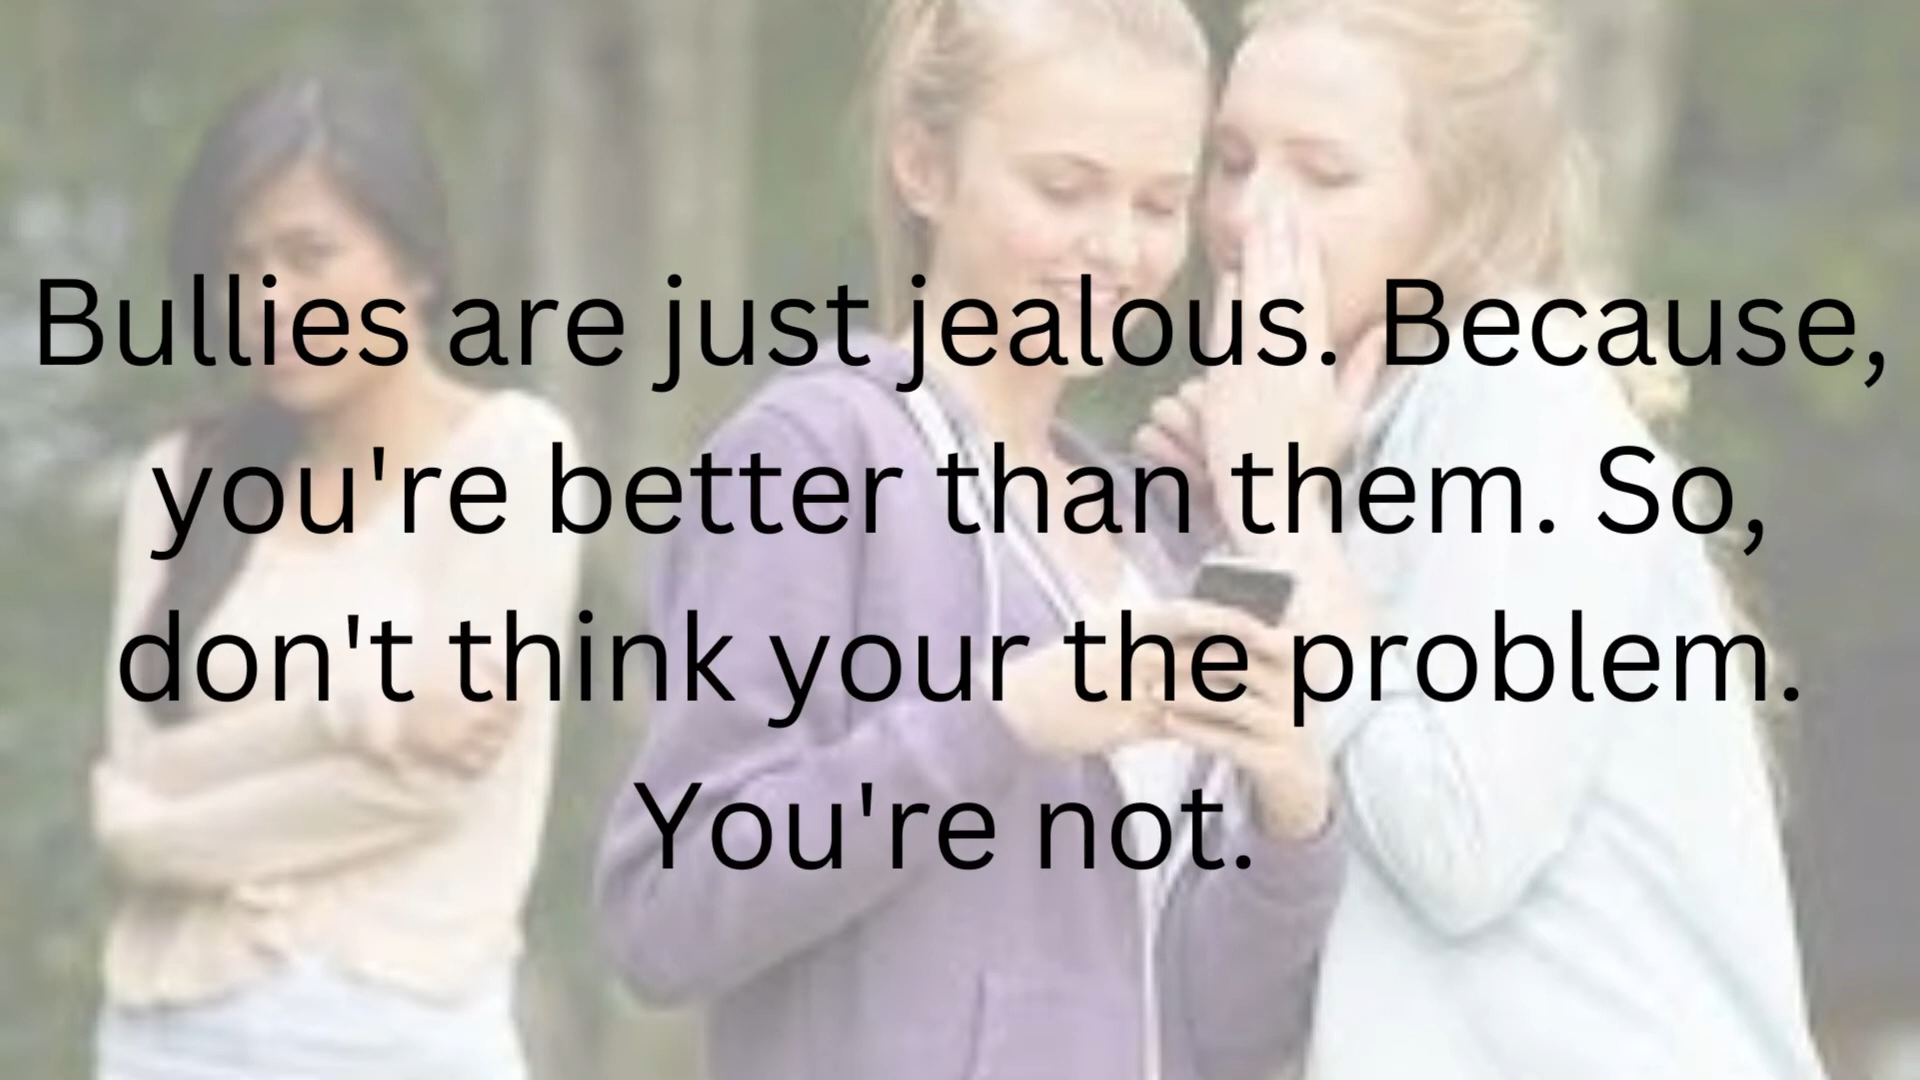 Bullies are just jealous. Because,
you're better than them. So,
don't think your the problem.
You're not.